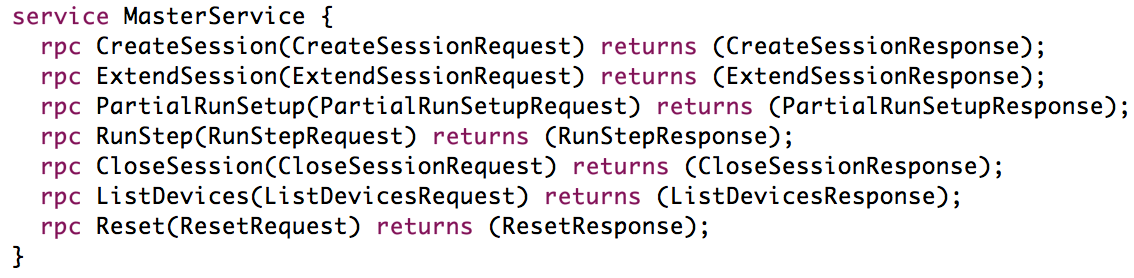 service MasterService {
  rpc CreateSession(CreateSessionRequest) returns (CreateSessionResponse);
  rpc ExtendSession(ExtendSessionRequest) returns (ExtendSessionResponse);
  rpc PartialRunSetup(PartialRunSetupRequest) returns (PartialRunSetupResponse);
  rpc RunStep(RunStepRequest) returns (RunStepResponse);
  rpc CloseSession(CloseSessionRequest) returns (CloseSessionResponse);
  rpc ListDevices(ListDevicesRequest) returns (ListDevicesResponse);
  rpc Reset(ResetRequest) returns (ResetResponse);
}